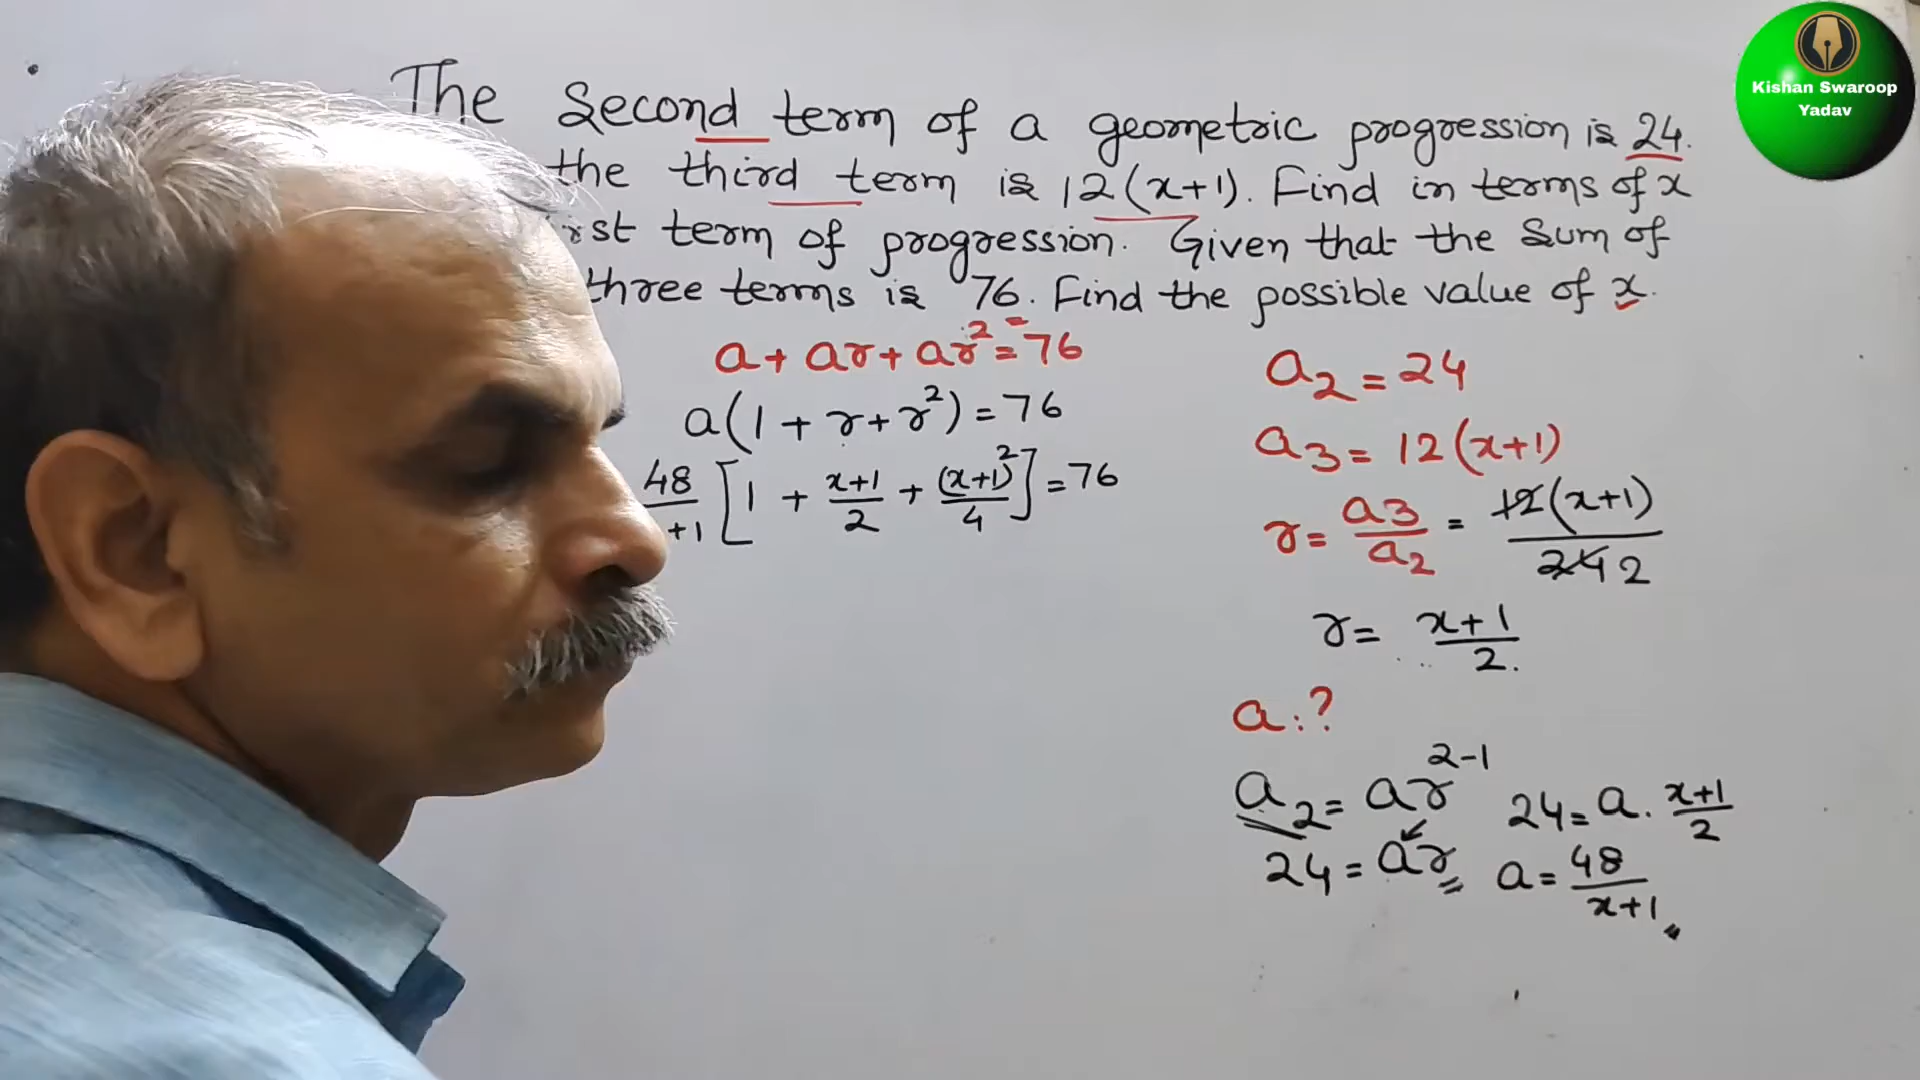 The Second term of a geometric progression is 24.
the third term is 12(x+1). Find in terms of x
term of progression. Given that the Sum of
three terms is 76. Find the possible value of x.
a + ar + ar² = 76
a(1 + r + r²) = 76
48/+1 [1 + x+1/2 + (x+1)²/4] = 76
a2 = 24
a3 = 12(x+1)
r = a3/a2 = 12(x+1)/24 2
r = x+1/2.
a:?
a2 = ar^2-1
24 = ar
24 = a. x+1/2
a = 48/x+1
Kishan Swaroop
Yadav